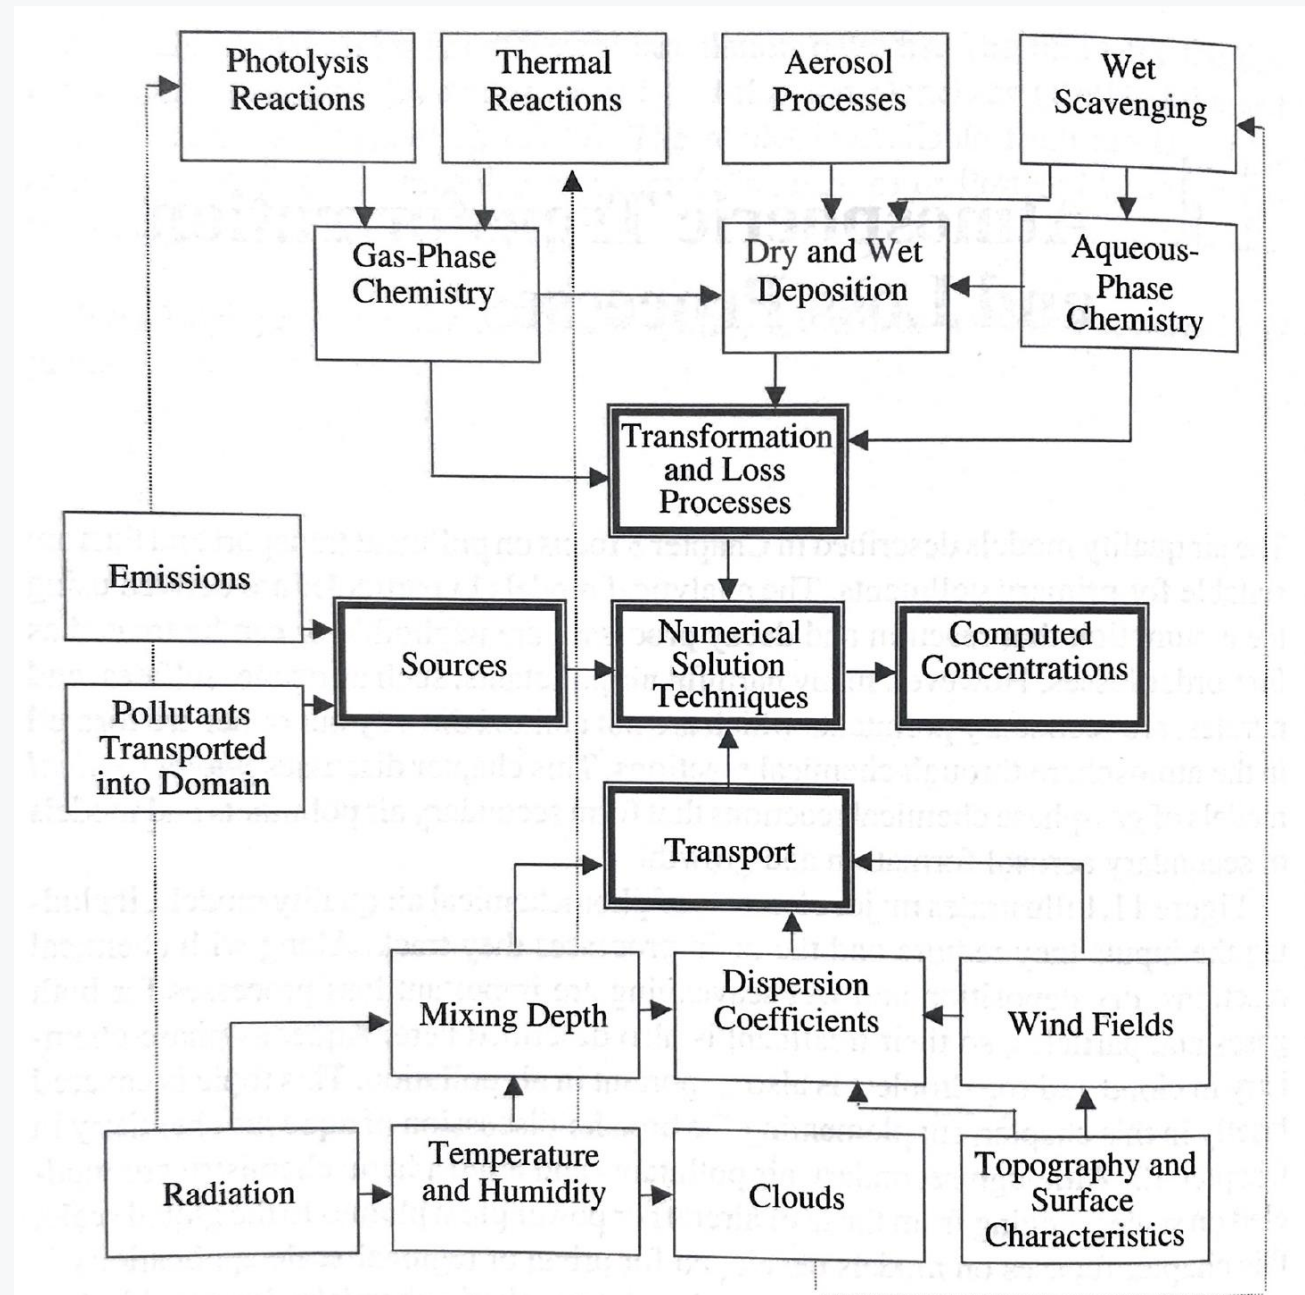 Photolysis
Reactions
Thermal
Reactions
Aerosol
Processes
Wet
Scavenging
Gas-Phase
Chemistry
Dry and Wet
Deposition
Aqueous-
Phase
Chemistry
Transformation
and Loss
Processes
Emissions
Sources
Numerical
Solution
Techniques
Computed
Concentrations
Pollutants
Transported
into Domain
Transport
Mixing Depth
Dispersion
Coefficients
Wind Fields
Radiation
Temperature
and Humidity
Clouds
Topography and
Surface
Characteristics